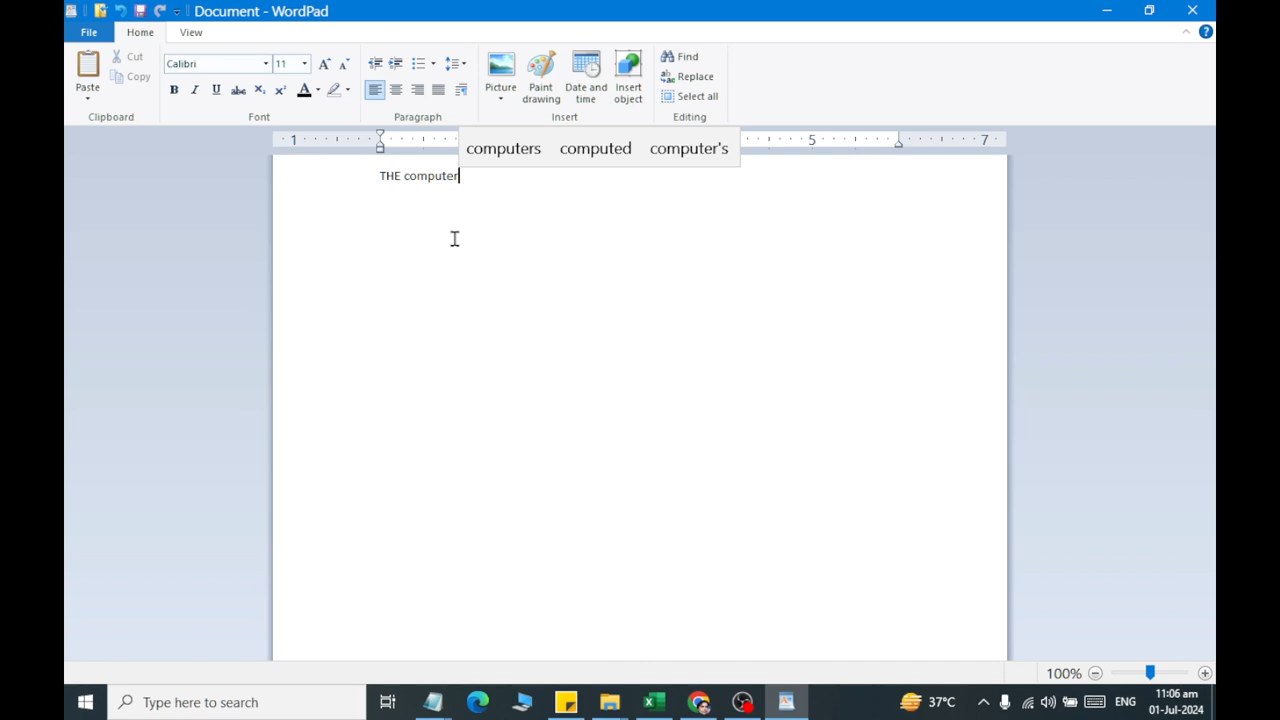 Document - WordPad
File Home View
Paste Cut Copy Clipboard
Calibri 11 Font
Paragraph
Picture Paint drawing Date and time Insert object Insert
Find Replace Select all Editing
1 5 7
computers computed computer's
THE computer
100%
Type here to search 37°C ENG 11:06 am 01-Jul-2024